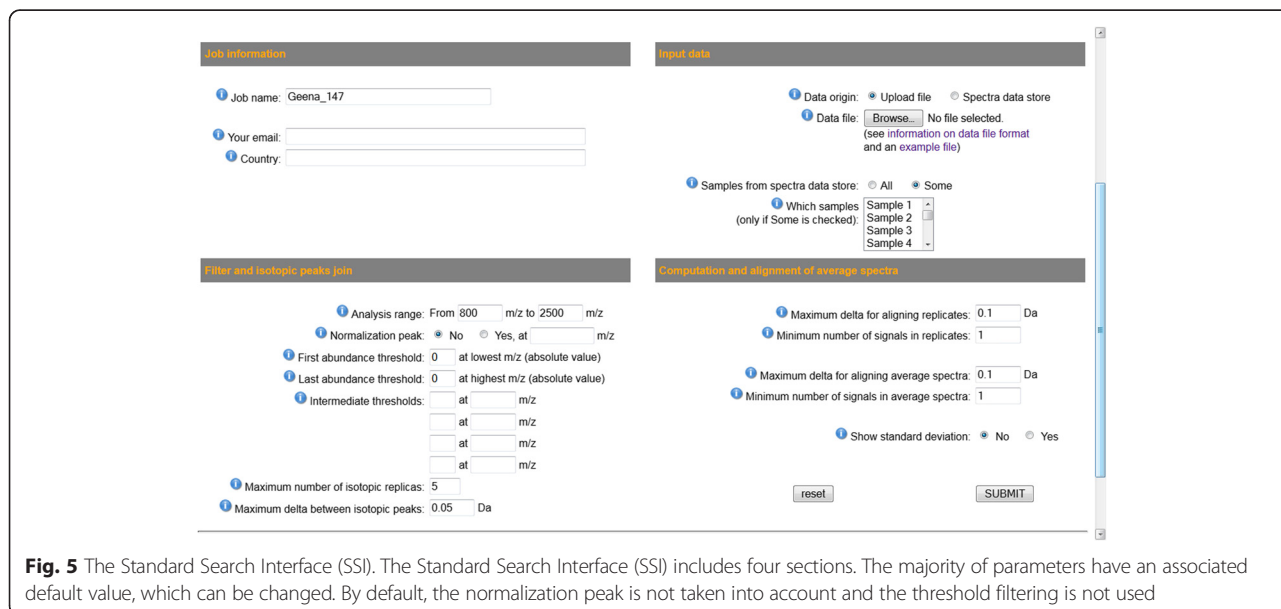 Job information
Job name: Geena_147
Your email:
Country:
Input data
Data origin: Upload file Spectra data store
Data file: Browse... No file selected.
(see information on data file format
and an example file)
Samples from spectra data store: All Some
Which samples
(only if Some is checked):
Sample 1
Sample 2
Sample 3
Sample 4
Filter and isotopic peaks join
Analysis range: From 800 m/z to 2500 m/z
Normalization peak: No Yes, at m/z
First abundance threshold: 0 at lowest m/z (absolute value)
Last abundance threshold: 0 at highest m/z (absolute value)
Intermediate thresholds: at m/z
at m/z
at m/z
at m/z
Maximum number of isotopic replicas: 5
Maximum delta between isotopic peaks: 0.05 Da
Computation and alignment of average spectra
Maximum delta for aligning replicates: 0.1 Da
Minimum number of signals in replicates: 1
Maximum delta for aligning average spectra: 0.1 Da
Minimum number of signals in average spectra: 1
Show standard deviation: No Yes
reset SUBMIT
Fig. 5 The Standard Search Interface (SSI). The Standard Search Interface (SSI) includes four sections. The majority of parameters have an associated
default value, which can be changed. By default, the normalization peak is not taken into account and the threshold filtering is not used